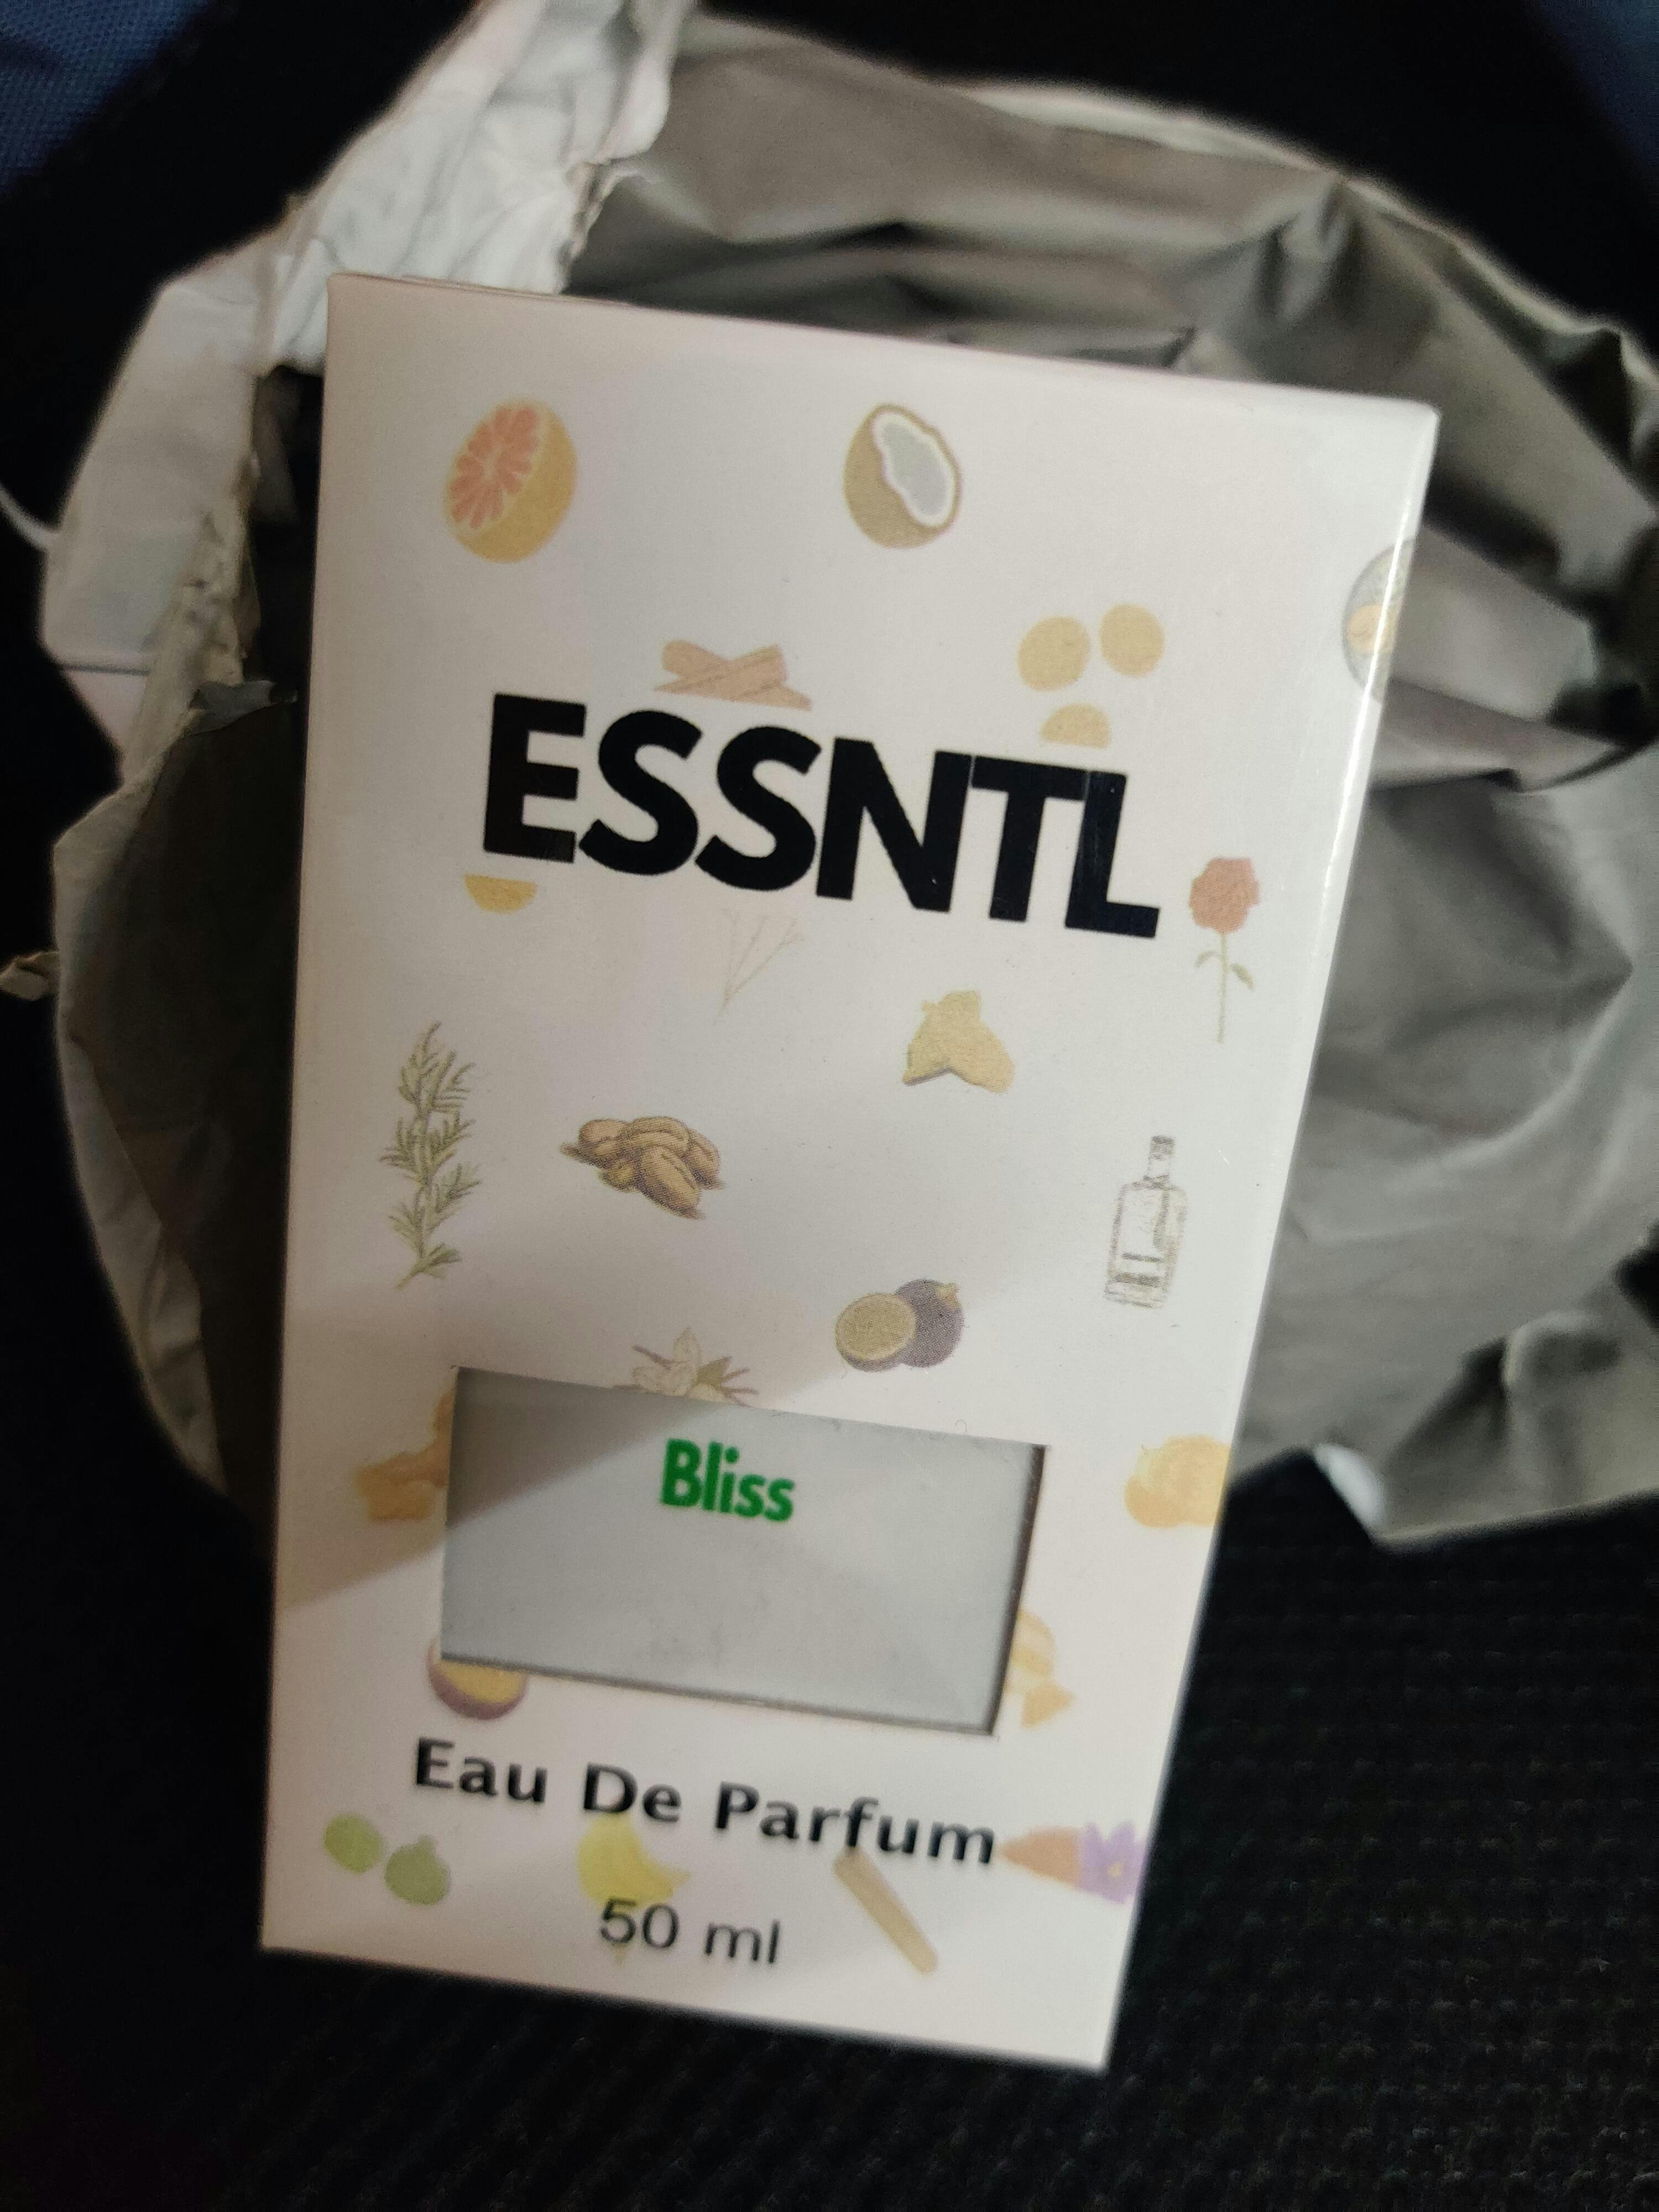 ESSNTL
Bliss
Eau De Parfum
50 ml